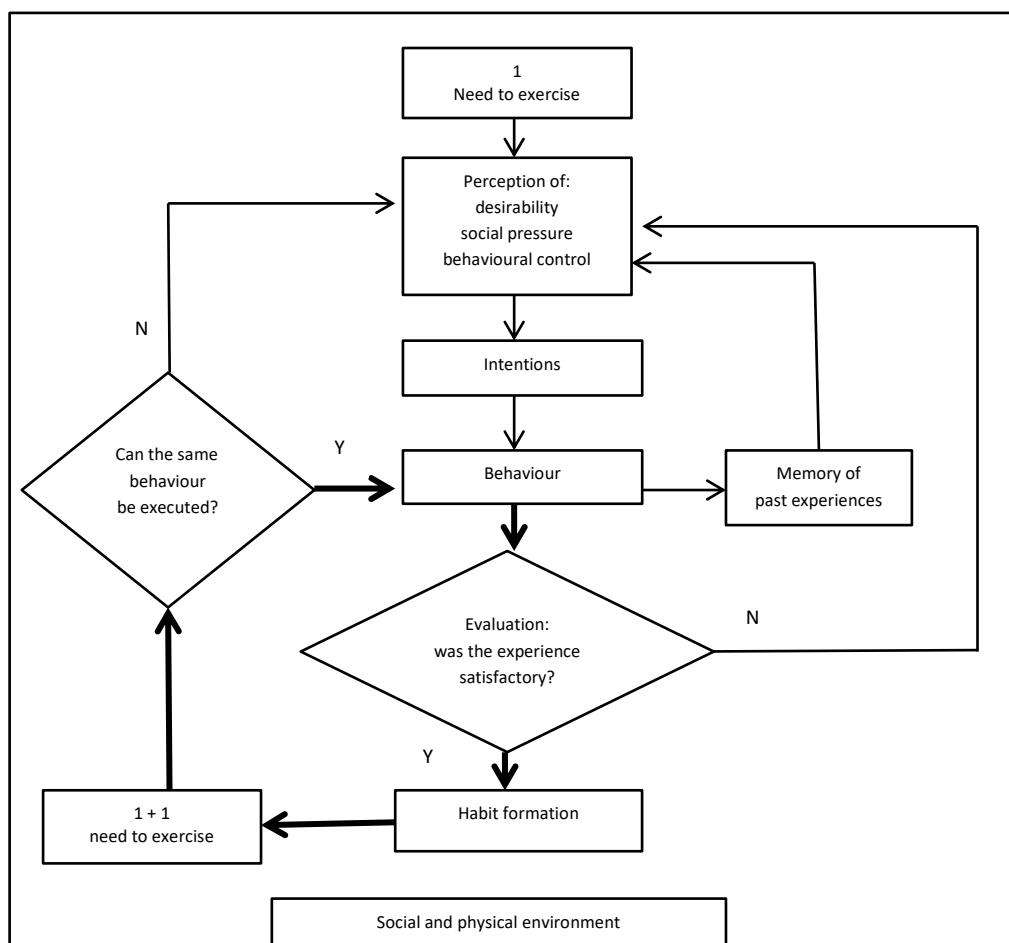 1
Need to exercise
Perception of:
desirability
social pressure
behavioural control
N
Intentions
Can the same
behaviour
be executed?
Y
Behaviour
Memory of
past experiences
Evaluation:
was the experience
satisfactory?
N
Y
1 + 1
need to exercise
Habit formation
Social and physical environment